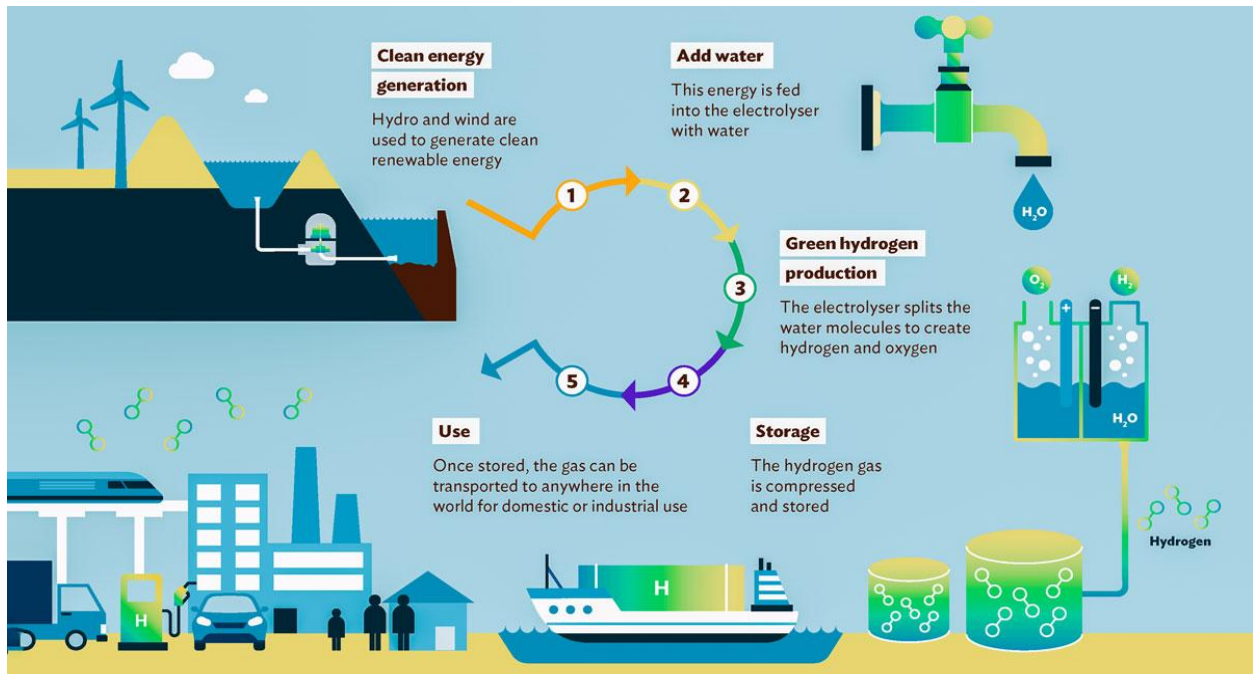 Clean energy
generation
Hydro and wind are
used to generate clean
renewable energy
Add water
This energy is fed
into the electrolyser
with water
H₂O
1
2
3
4
5
Green hydrogen
production
The electrolyser splits the
water molecules to create
hydrogen and oxygen
O₂
H₂
+
−
H₂O
Use
Once stored, the gas can be
transported to anywhere in the
world for domestic or industrial use
Storage
The hydrogen gas
is compressed
and stored
Hydrogen
H
H